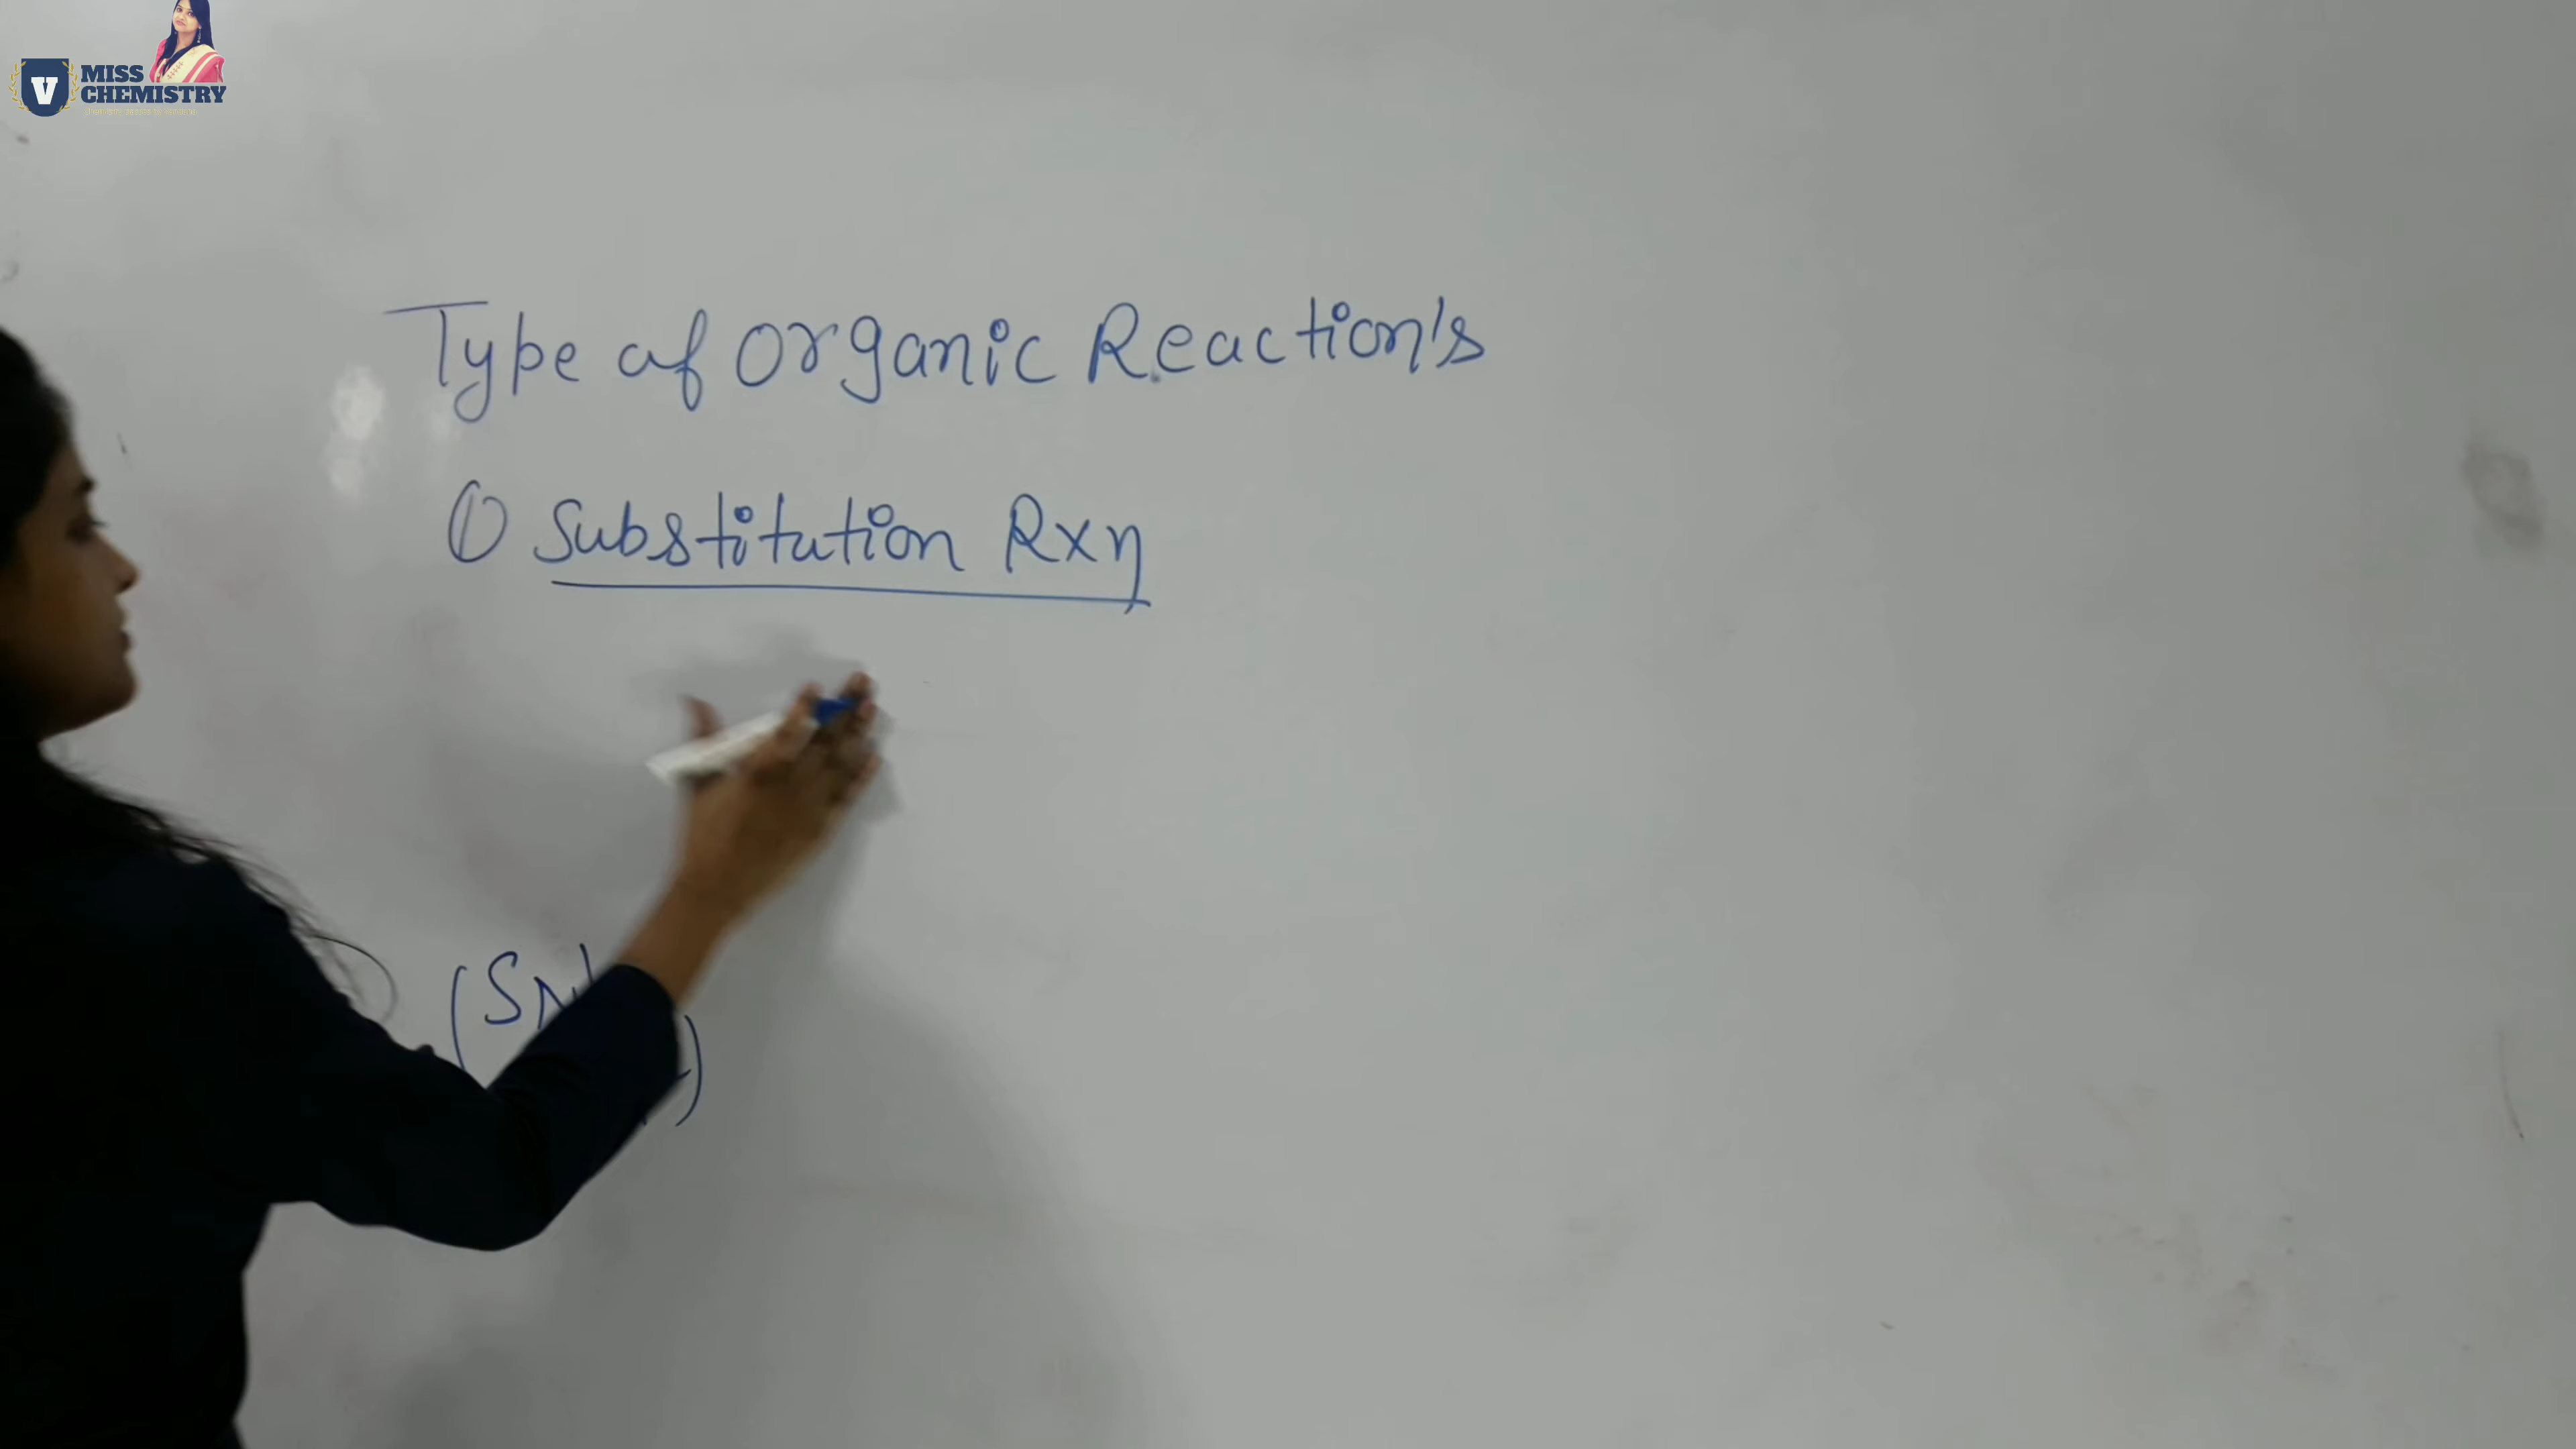 MISS
CHEMISTRY
V
Type of Organic Reaction's
① Substitution Rxn
(SN
)